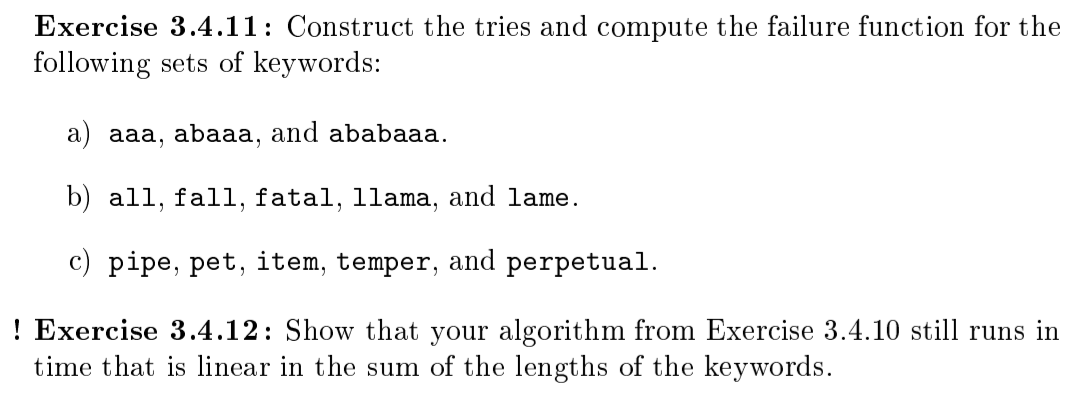 Exercise 3.4.11: Construct the tries and compute the failure function for the
following sets of keywords:
a) aaa, abaaa, and ababaaa.
b) all, fall, fatal, llama, and lame.
c) pipe, pet, item, temper, and perpetual.
! Exercise 3.4.12: Show that your algorithm from Exercise 3.4.10 still runs in
time that is linear in the sum of the lengths of the keywords.